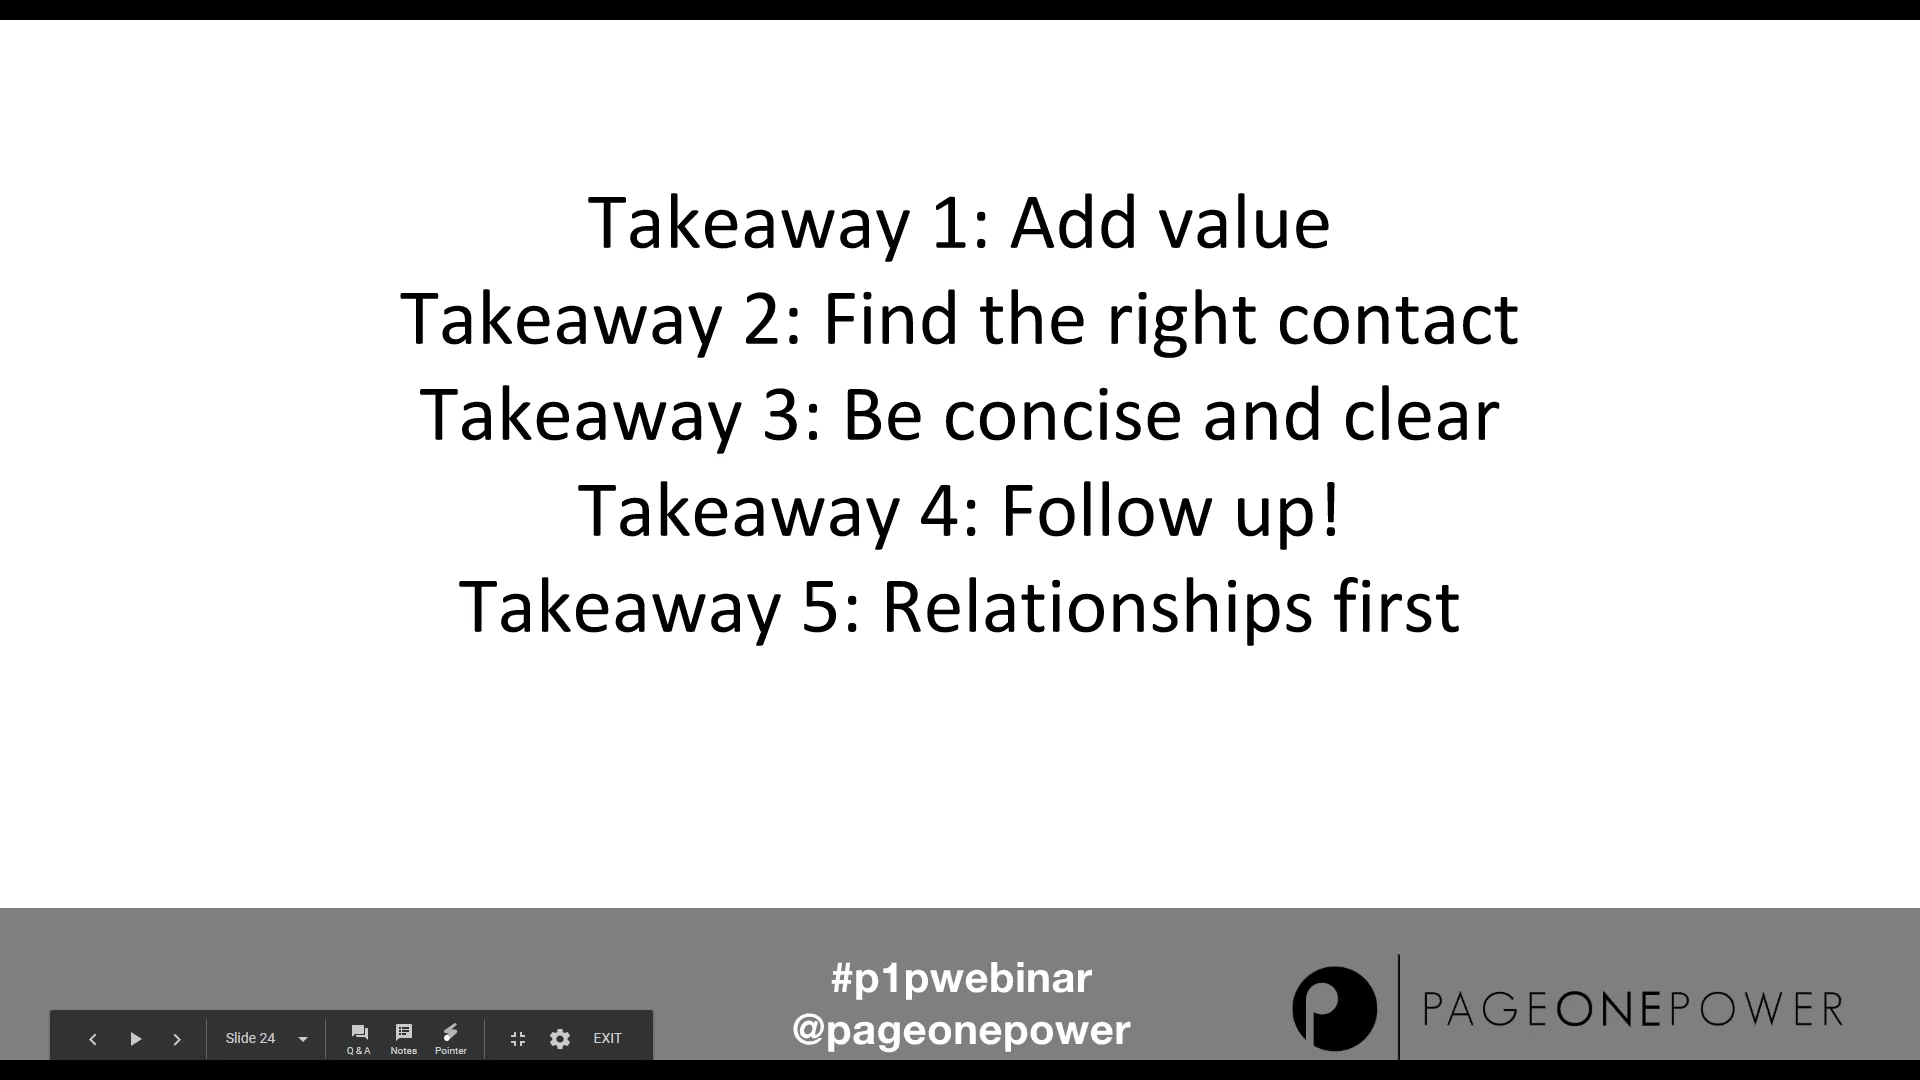 Takeaway 1: Add value
Takeaway 2: Find the right contact
Takeaway 3: Be concise and clear
Takeaway 4: Follow up!
Takeaway 5: Relationships first
#p1pwebinar
@pageonepower
PAGEONEPOWER
Slide 24
Q & A
Notes
Pointer
EXIT